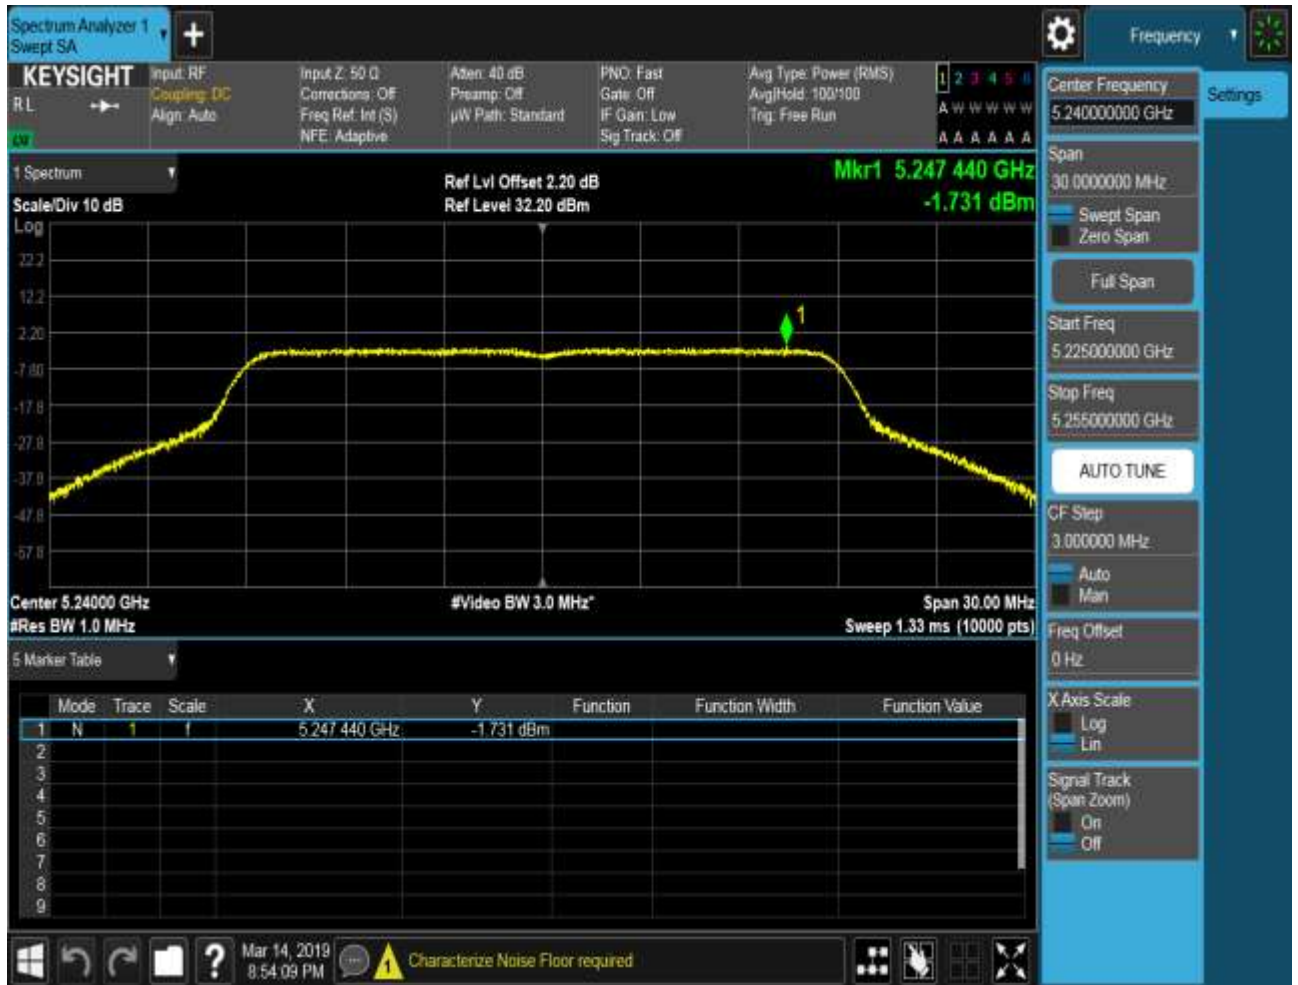 Spectrum Analyzer 1
Swept SA
Frequency
KEYSIGHT
R L
Input: RF
Coupling: DC
Align: Auto
Input Z: 50 Ω
Corrections: Off
Freq Ref: Int (S)
NFE: Adaptive
Atten: 40 dB
Preamp: Off
µW Path: Standard
PNO: Fast
Gate: Off
IF Gain: Low
Sig Track: Off
Avg Type: Power (RMS)
Avg|Hold: 100/100
Trig: Free Run
1 2 3 4 5 6
A W W W W W
A A A A A A
1 Spectrum
Scale/Div 10 dB
Ref Lvl Offset 2.20 dB
Ref Level 32.20 dBm
Mkr1 5.247 440 GHz
-1.731 dBm
Log
22.2
12.2
2.20
-7.80
-17.8
-27.8
-37.8
-47.8
-57.8
1
Center 5.24000 GHz
#Res BW 1.0 MHz
#Video BW 3.0 MHz*
Span 30.00 MHz
Sweep 1.33 ms (10000 pts)
5 Marker Table
Mode Trace Scale X Y Function Function Width Function Value
1 N 1 f 5.247 440 GHz -1.731 dBm
2
3
4
5
6
7
8
9
Mar 14, 2019
8:54:09 PM
Characterize Noise Floor required
Center Frequency
5.240000000 GHz
Settings
Span
30.0000000 MHz
Swept Span
Zero Span
Full Span
Start Freq
5.225000000 GHz
Stop Freq
5.255000000 GHz
AUTO TUNE
CF Step
3.000000 MHz
Auto
Man
Freq Offset
0 Hz
X Axis Scale
Log
Lin
Signal Track
(Span Zoom)
On
Off